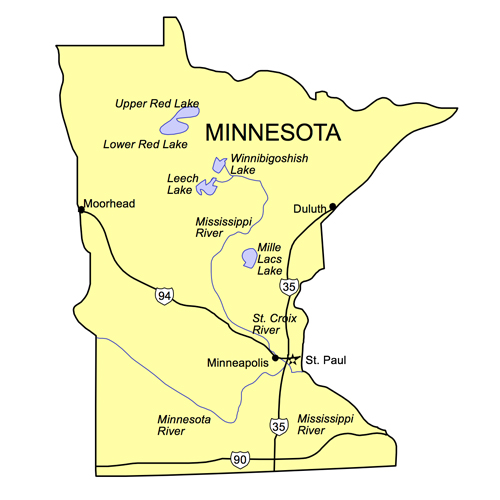 Upper Red Lake
MINNESOTA
Lower Red Lake
Winnibigoshish
Lake
Leech
Lake
Moorhead
Mississippi
River
Duluth
Mille
Lacs
Lake
35
94
St. Croix
River
Minneapolis
St. Paul
Minnesota
River
Mississippi
River
35
90